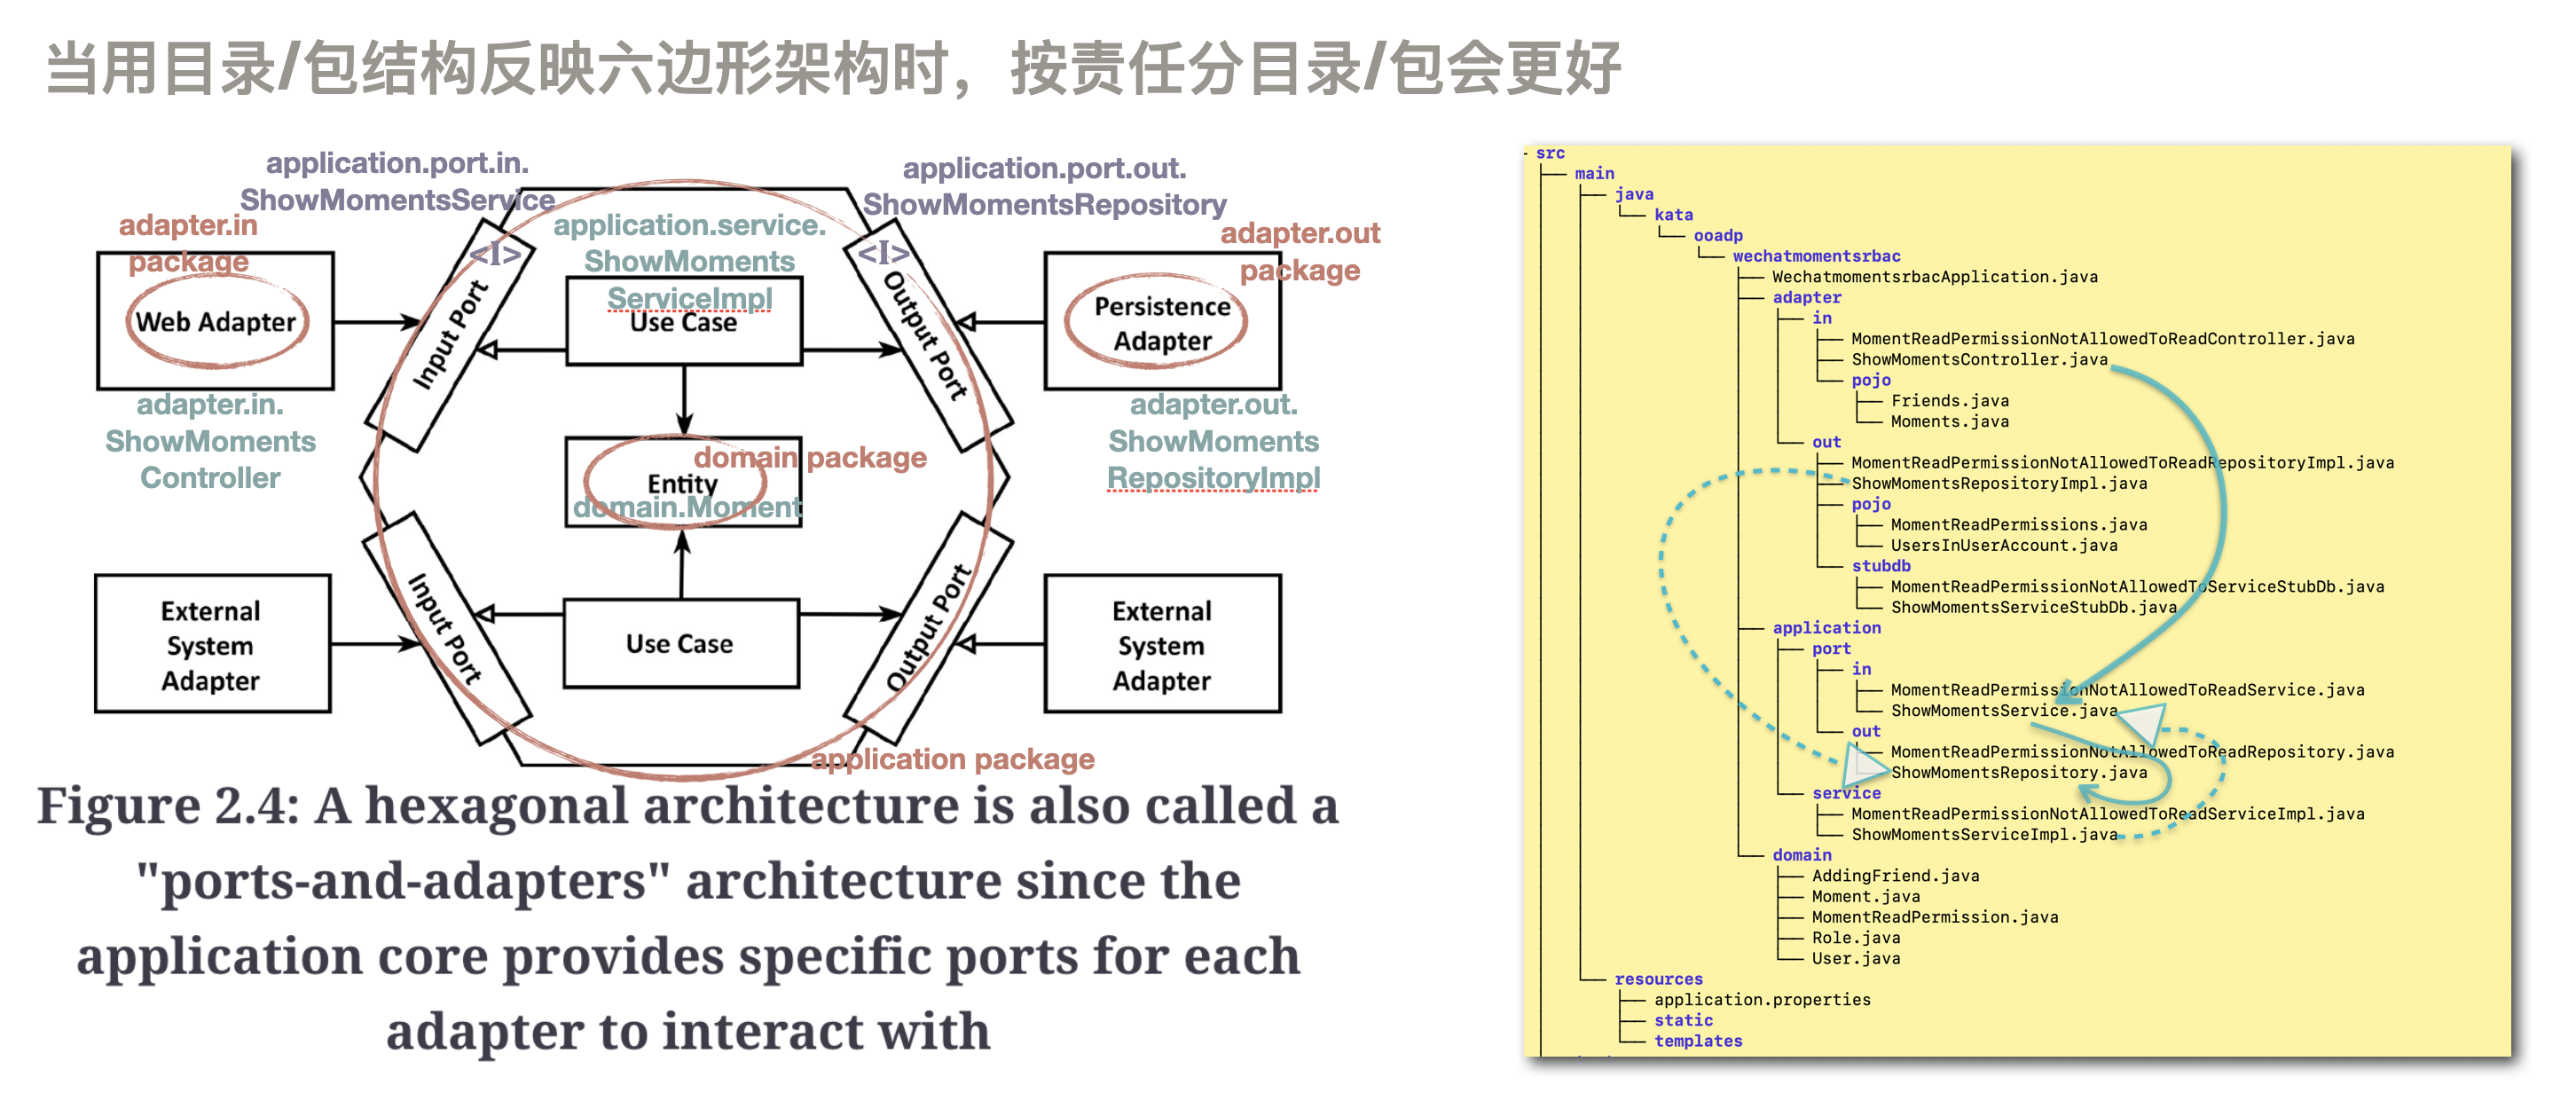 当用目录/包结构反映六边形架构时，按责任分目录/包会更好
application.port.in.
ShowMomentsService
application.port.out.
ShowMomentsRepository
adapter.in
package
<I>
application.service.
ShowMoments
ServiceImpl
<I>
adapter.out
package
Web Adapter
Input Port
Use Case
Output Port
Persistence
Adapter
adapter.in.
ShowMoments
Controller
adapter.out.
ShowMoments
RepositoryImpl
domain package
Entity
domain.Moment
External
System
Adapter
Input Port
Use Case
Output Port
External
System
Adapter
application package
Figure 2.4: A hexagonal architecture is also called a
"ports-and-adapters" architecture since the
application core provides specific ports for each
adapter to interact with
src
main
java
kata
ooadp
wechatmomentsrbac
WechatmomentsrbacApplication.java
adapter
in
MomentReadPermissionNotAllowedToReadController.java
ShowMomentsController.java
pojo
Friends.java
Moments.java
out
MomentReadPermissionNotAllowedToReadRepositoryImpl.java
ShowMomentsRepositoryImpl.java
pojo
MomentReadPermissions.java
UsersInUserAccount.java
stubdb
MomentReadPermissionNotAllowedToServiceStubDb.java
ShowMomentsServiceStubDb.java
application
port
in
MomentReadPermissionNotAllowedToReadService.java
ShowMomentsService.java
out
MomentReadPermissionNotAllowedToReadRepository.java
ShowMomentsRepository.java
service
MomentReadPermissionNotAllowedToReadServiceImpl.java
ShowMomentsServiceImpl.java
domain
AddingFriend.java
Moment.java
MomentReadPermission.java
Role.java
User.java
resources
application.properties
static
templates